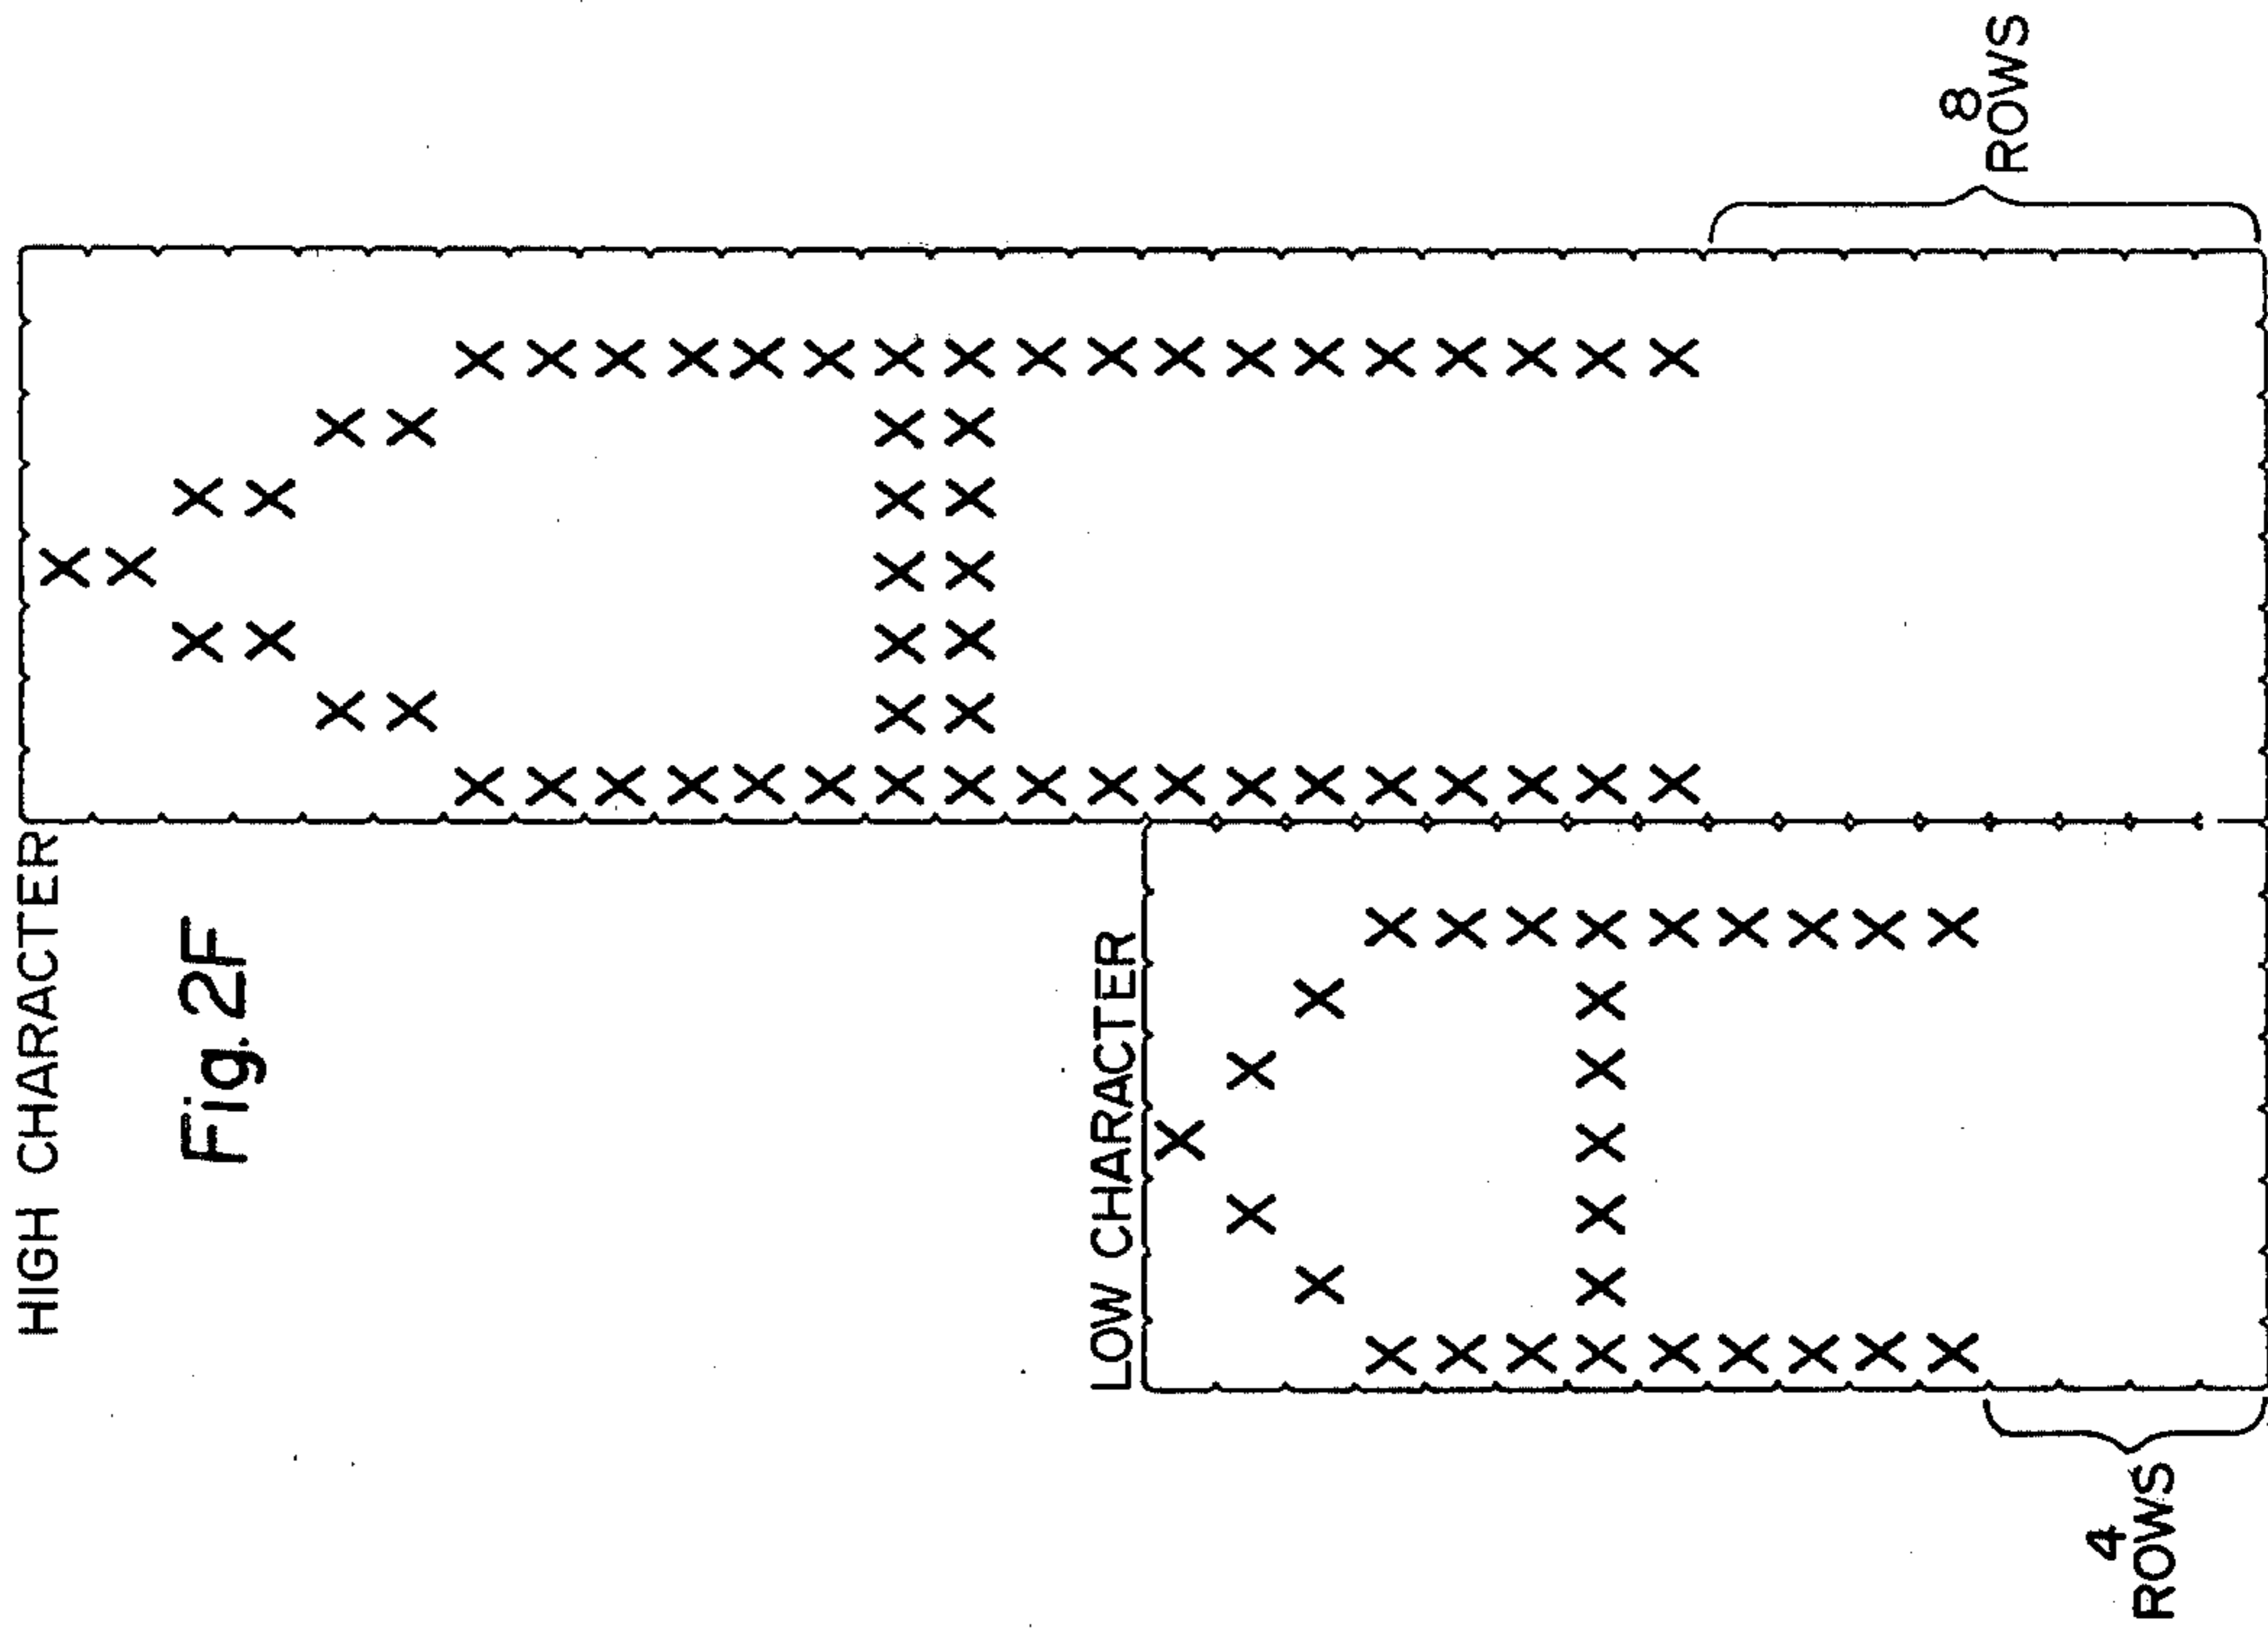 HIGH CHARACTER
Fig. 2F
LOW CHARACTER
8
ROWS
4
ROWS